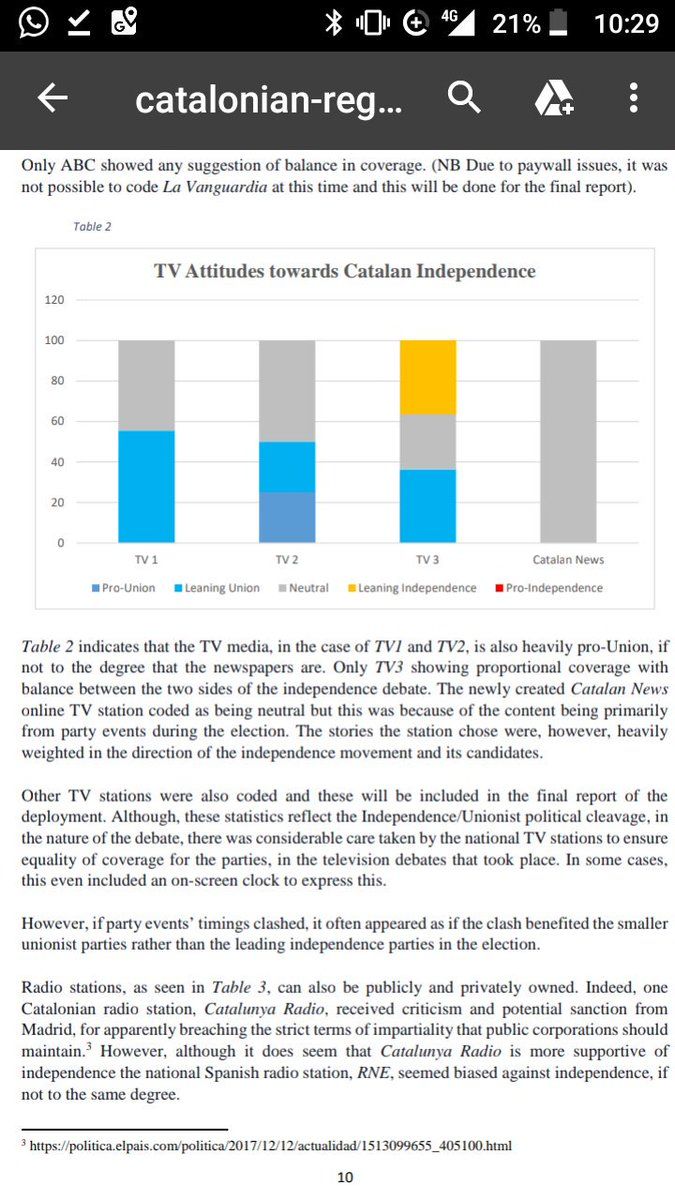 4G 21% 10:29
catalonian-reg...
Only ABC showed any suggestion of balance in coverage. (NB Due to paywall issues, it was
not possible to code La Vanguardia at this time and this will be done for the final report).
Table 2
TV Attitudes towards Catalan Independence
120
100
80
60
40
20
0
TV 1 TV 2 TV 3 Catalan News
Pro-Union Leaning Union Neutral Leaning Independence Pro-Independence
Table 2 indicates that the TV media, in the case of TV1 and TV2, is also heavily pro-Union, if
not to the degree that the newspapers are. Only TV3 showing proportional coverage with
balance between the two sides of the independence debate. The newly created Catalan News
online TV station coded as being neutral but this was because of the content being primarily
from party events during the election. The stories the station chose were, however, heavily
weighted in the direction of the independence movement and its candidates.
Other TV stations were also coded and these will be included in the final report of the
deployment. Although, these statistics reflect the Independence/Unionist political cleavage, in
the nature of the debate, there was considerable care taken by the national TV stations to ensure
equality of coverage for the parties, in the television debates that took place. In some cases,
this even included an on-screen clock to express this.
However, if party events’ timings clashed, it often appeared as if the clash benefited the smaller
unionist parties rather than the leading independence parties in the election.
Radio stations, as seen in Table 3, can also be publicly and privately owned. Indeed, one
Catalonian radio station, Catalunya Radio, received criticism and potential sanction from
Madrid, for apparently breaching the strict terms of impartiality that public corporations should
maintain.³ However, although it does seem that Catalunya Radio is more supportive of
independence the national Spanish radio station, RNE, seemed biased against independence, if
not to the same degree.
³ https://politica.elpais.com/politica/2017/12/12/actualidad/1513099655_405100.html
10